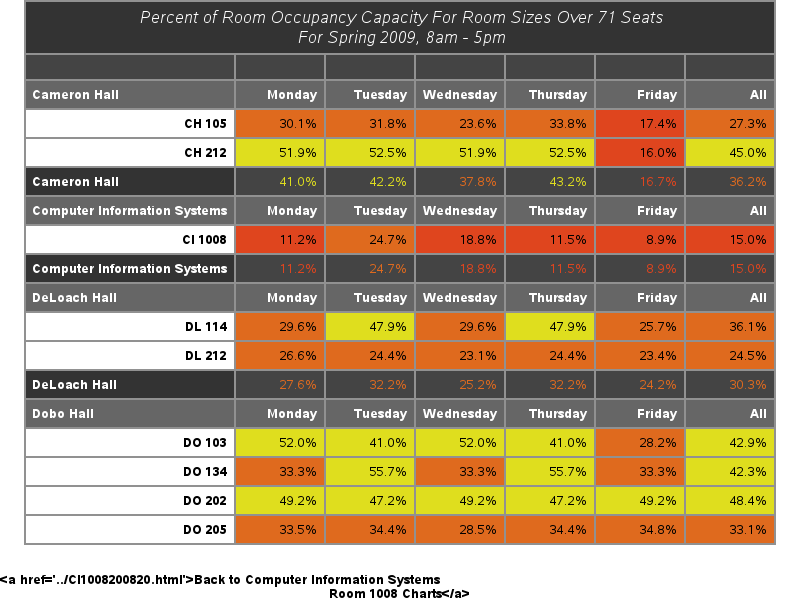 Percent of Room Occupancy Capacity For Room Sizes Over 71 Seats
For Spring 2009, 8am - 5pm
Cameron Hall Monday Tuesday Wednesday Thursday Friday All
CH 105 30.1% 31.8% 23.6% 33.8% 17.4% 27.3%
CH 212 51.9% 52.5% 51.9% 52.5% 16.0% 45.0%
Cameron Hall 41.0% 42.2% 37.8% 43.2% 16.7% 36.2%
Computer Information Systems Monday Tuesday Wednesday Thursday Friday All
CI 1008 11.2% 24.7% 18.8% 11.5% 8.9% 15.0%
Computer Information Systems 11.2% 24.7% 18.8% 11.5% 8.9% 15.0%
DeLoach Hall Monday Tuesday Wednesday Thursday Friday All
DL 114 29.6% 47.9% 29.6% 47.9% 25.7% 36.1%
DL 212 26.6% 24.4% 23.1% 24.4% 23.4% 24.5%
DeLoach Hall 27.6% 32.2% 25.2% 32.2% 24.2% 30.3%
Dobo Hall Monday Tuesday Wednesday Thursday Friday All
DO 103 52.0% 41.0% 52.0% 41.0% 28.2% 42.9%
DO 134 33.3% 55.7% 33.3% 55.7% 33.3% 42.3%
DO 202 49.2% 47.2% 49.2% 47.2% 49.2% 48.4%
DO 205 33.5% 34.4% 28.5% 34.4% 34.8% 33.1%
<a href='../CI1008200820.html'>Back to Computer Information Systems
Room 1008 Charts</a>